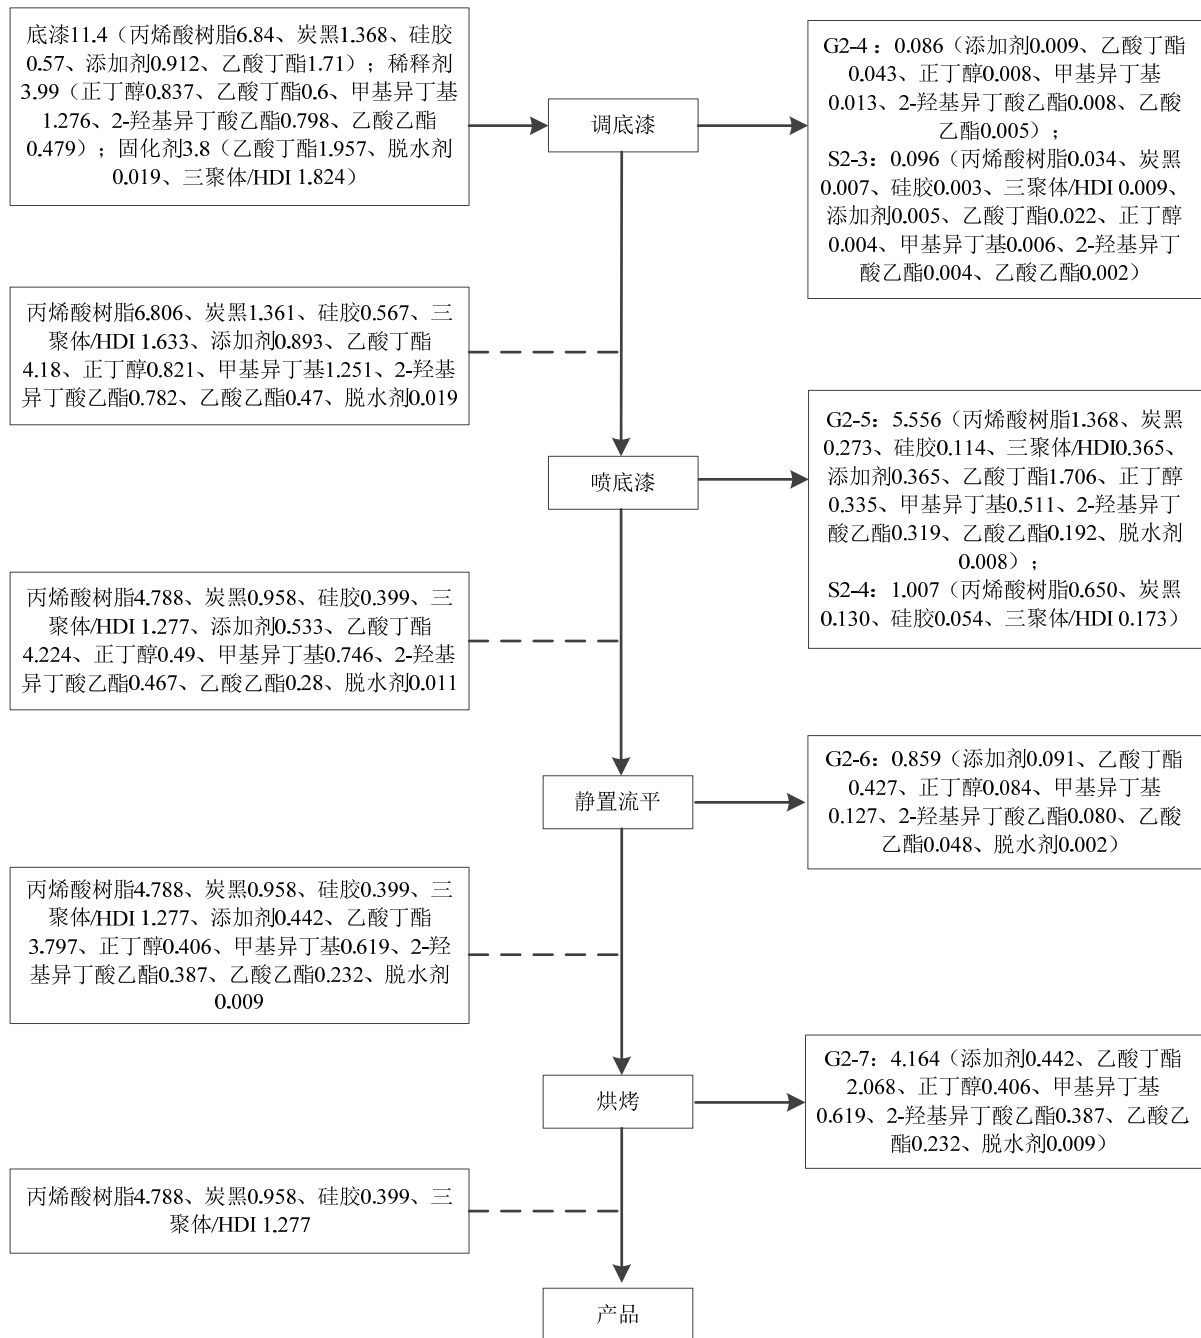 底漆11.4（丙烯酸树脂6.84、炭黑1.368、硅胶
0.57、添加剂0.912、乙酸丁酯1.71）；稀释剂
3.99（正丁醇0.837、乙酸丁酯0.6、甲基异丁基
1.276、2-羟基异丁酸乙酯0.798、乙酸乙酯
0.479）；固化剂3.8（乙酸丁酯1.957、脱水剂
0.019、三聚体/HDI 1.824）
调底漆
G2-4：0.086（添加剂0.009、乙酸丁酯
0.043、正丁醇0.008、甲基异丁基
0.013、2-羟基异丁酸乙酯0.008、乙酸
乙酯0.005）；
S2-3：0.096（丙烯酸树脂0.034、炭黑
0.007、硅胶0.003、三聚体/HDI 0.009、
添加剂0.005、乙酸丁酯0.022、正丁醇
0.004、甲基异丁基0.006、2-羟基异丁
酸乙酯0.004、乙酸乙酯0.002）
丙烯酸树脂6.806、炭黑1.361、硅胶0.567、三
聚体/HDI 1.633、添加剂0.893、乙酸丁酯
4.18、正丁醇0.821、甲基异丁基1.251、2-羟基
异丁酸乙酯0.782、乙酸乙酯0.47、脱水剂0.019
喷底漆
G2-5：5.556（丙烯酸树脂1.368、炭黑
0.273、硅胶0.114、三聚体/HDI0.365、
添加剂0.365、乙酸丁酯1.706、正丁醇
0.335、甲基异丁基0.511、2-羟基异丁
酸乙酯0.319、乙酸乙酯0.192、脱水剂
0.008）；
S2-4：1.007（丙烯酸树脂0.650、炭黑
0.130、硅胶0.054、三聚体/HDI 0.173）
丙烯酸树脂4.788、炭黑0.958、硅胶0.399、三
聚体/HDI 1.277、添加剂0.533、乙酸丁酯
4.224、正丁醇0.49、甲基异丁基0.746、2-羟基
异丁酸乙酯0.467、乙酸乙酯0.28、脱水剂0.011
静置流平
G2-6：0.859（添加剂0.091、乙酸丁酯
0.427、正丁醇0.084、甲基异丁基
0.127、2-羟基异丁酸乙酯0.080、乙酸
乙酯0.048、脱水剂0.002）
丙烯酸树脂4.788、炭黑0.958、硅胶0.399、三
聚体/HDI 1.277、添加剂0.442、乙酸丁酯
3.797、正丁醇0.406、甲基异丁基0.619、2-羟
基异丁酸乙酯0.387、乙酸乙酯0.232、脱水剂
0.009
烘烤
G2-7：4.164（添加剂0.442、乙酸丁酯
2.068、正丁醇0.406、甲基异丁基
0.619、2-羟基异丁酸乙酯0.387、乙酸乙
酯0.232、脱水剂0.009）
丙烯酸树脂4.788、炭黑0.958、硅胶0.399、三
聚体/HDI 1.277
产品